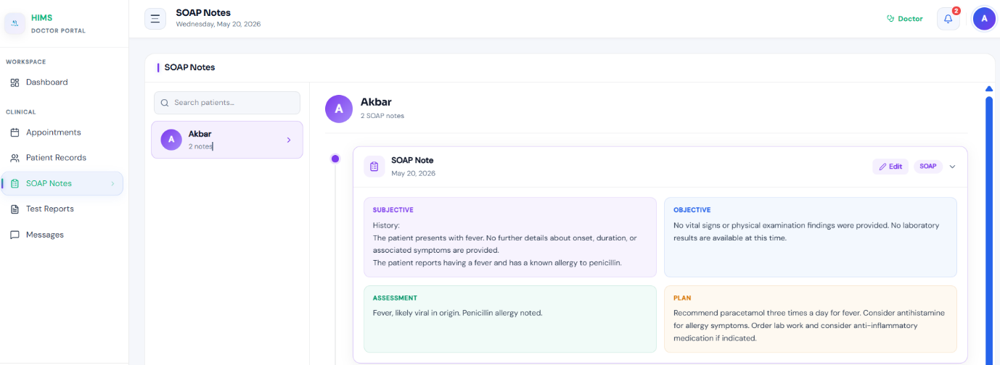 HIMS
DOCTOR PORTAL
WORKSPACE
Dashboard
CLINICAL
Appointments
Patient Records
SOAP Notes
Test Reports
Messages
SOAP Notes
Wednesday, May 20, 2026
Doctor
2
A
SOAP Notes
Search patients...
A
Akbar
2 notes
A
Akbar
2 SOAP notes
SOAP Note
May 20, 2026
Edit
SOAP
SUBJECTIVE
History:
The patient presents with fever. No further details about onset, duration, or
associated symptoms are provided.
The patient reports having a fever and has a known allergy to penicillin.
OBJECTIVE
No vital signs or physical examination findings were provided. No laboratory
results are available at this time.
ASSESSMENT
Fever, likely viral in origin. Penicillin allergy noted.
PLAN
Recommend paracetamol three times a day for fever. Consider antihistamine
for allergy symptoms. Order lab work and consider anti-inflammatory
medication if indicated.